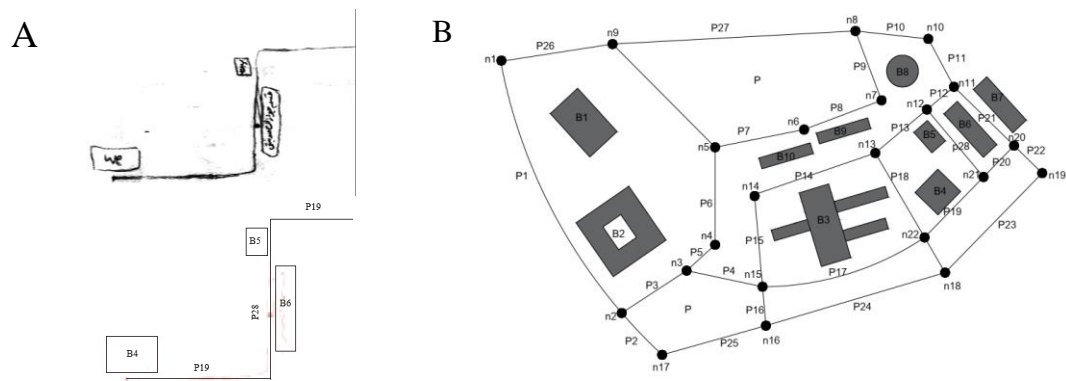 A
B
P19
B5
B6
P28
B4
P19
n1
P26
n9
P27
n8
P10
n10
P9
P11
B8
P
n7
n11
P12
B7
n12
P8
P21
B1
n6
B6
P7
B9
P13
B5
n20
n5
n13
p28
P22
B10
P20
n19
P1
P14
P18
n21
n14
B4
P6
P19
B3
P23
B2
P15
n4
n22
P5
n3
P4
n15
P17
n18
P3
P
P16
P24
n2
P2
P25
n16
n17